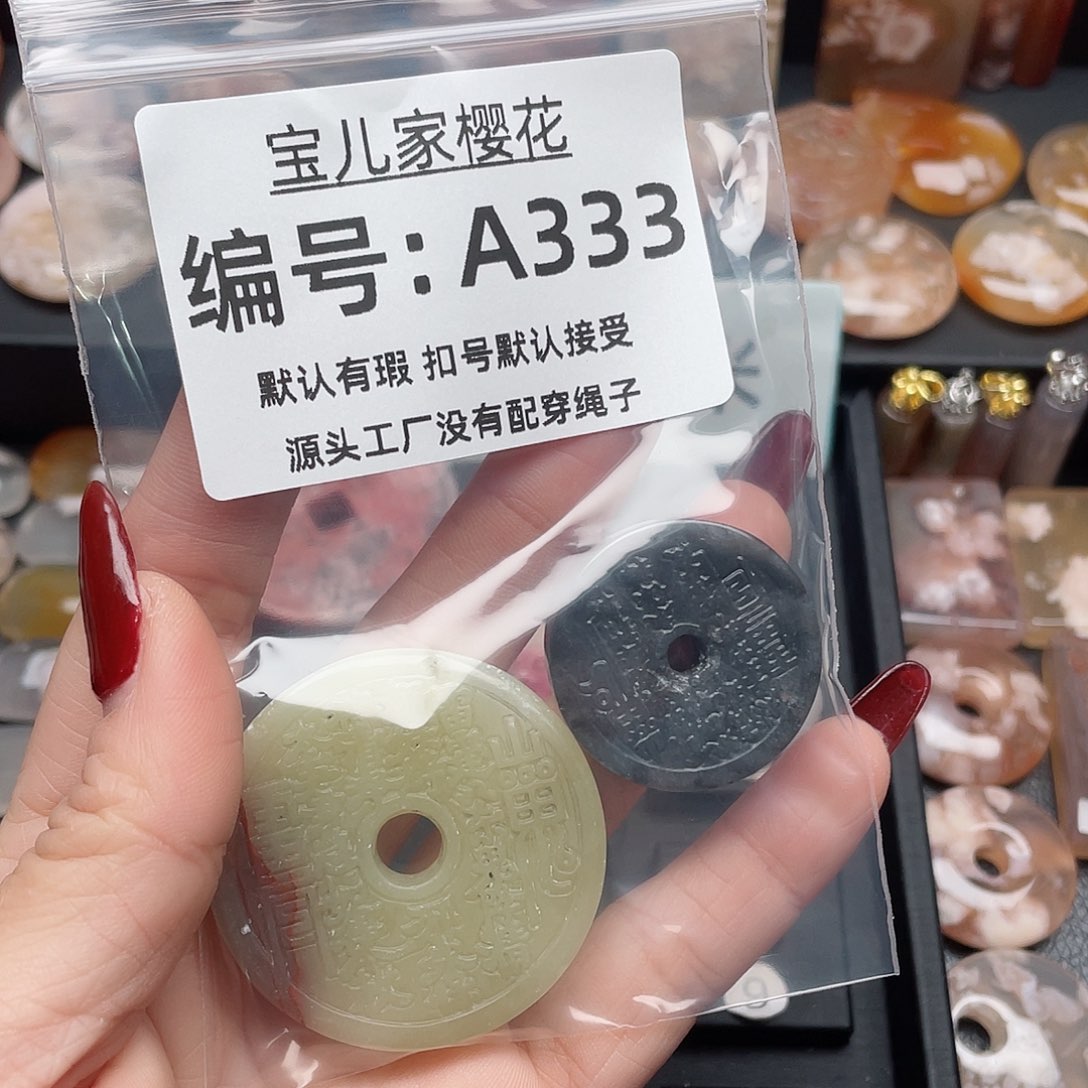 宝儿家樱花
编号：A333
默认有瑕 扣号默认接受
源头工厂没有配穿绳子
9